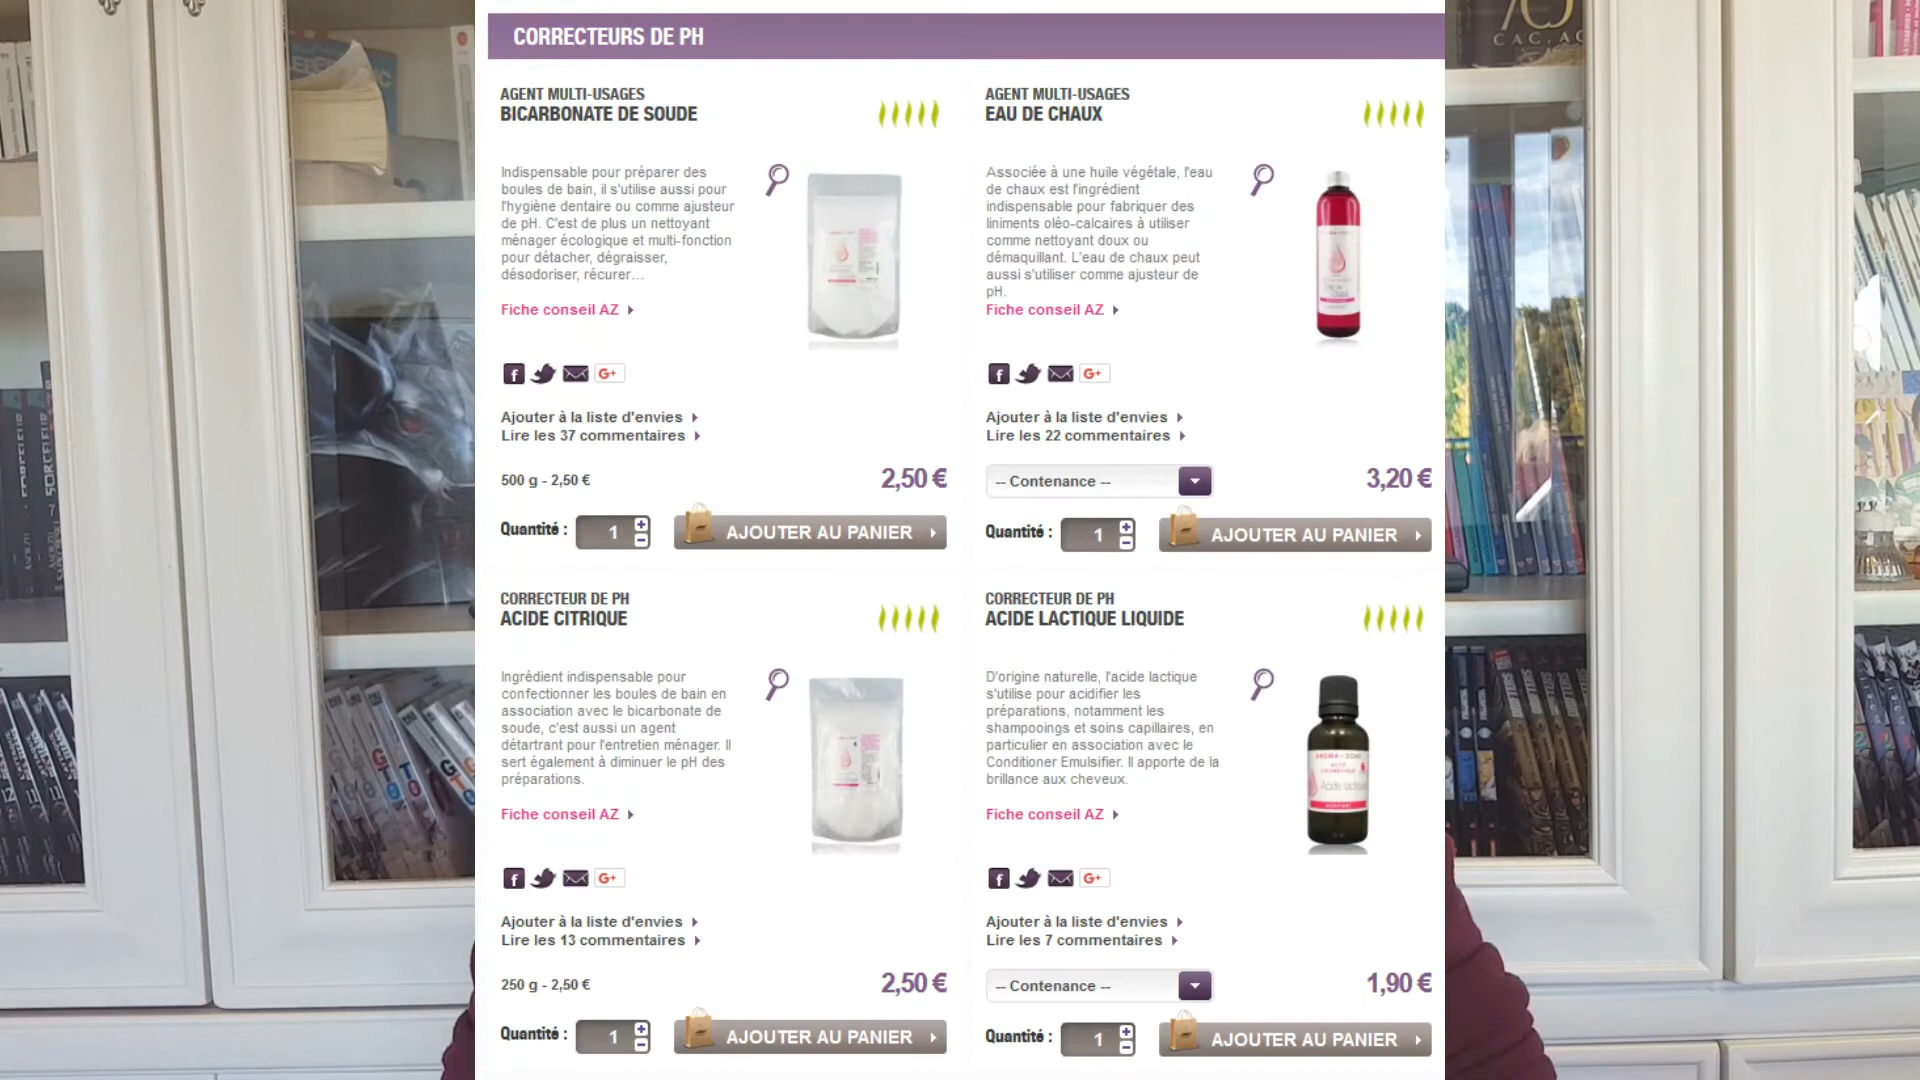 CORRECTEURS DE PH
AGENT MULTI-USAGES
BICARBONATE DE SOUDE
Indispensable pour préparer des
boules de bain, il s'utilise aussi pour
l'hygiène dentaire ou comme ajusteur
de pH. C'est de plus un nettoyant
ménager écologique et multi-fonction
pour détacher, dégraisser,
désodoriser, récurer...
Fiche conseil AZ
f
G+
Ajouter à la liste d'envies
Lire les 37 commentaires
500 g - 2,50 €
2,50 €
Quantité :
1
AJOUTER AU PANIER
AGENT MULTI-USAGES
EAU DE CHAUX
Associée à une huile végétale, l'eau
de chaux est l'ingrédient
indispensable pour fabriquer des
liniments oléo-calcaires à utiliser
comme nettoyant doux ou
démaquillant. L'eau de chaux peut
aussi s'utiliser comme ajusteur de
pH.
Fiche conseil AZ
f
G+
Ajouter à la liste d'envies
Lire les 22 commentaires
-- Contenance --
3,20 €
Quantité :
1
AJOUTER AU PANIER
CORRECTEUR DE PH
ACIDE CITRIQUE
Ingrédient indispensable pour
confectionner les boules de bain en
association avec le bicarbonate de
soude, c'est aussi un agent
détartrant pour l'entretien ménager. Il
sert également à diminuer le pH des
préparations.
Fiche conseil AZ
f
G+
Ajouter à la liste d'envies
Lire les 13 commentaires
250 g - 2,50 €
2,50 €
Quantité :
1
AJOUTER AU PANIER
CORRECTEUR DE PH
ACIDE LACTIQUE LIQUIDE
D'origine naturelle, l'acide lactique
s'utilise pour acidifier les
préparations, notamment les
shampooings et soins capillaires, en
particulier en association avec le
Conditioner Emulsifier. Il apporte de la
brillance aux cheveux.
Fiche conseil AZ
AROMA-ZONE
f
G+
Ajouter à la liste d'envies
Lire les 7 commentaires
-- Contenance --
1,90 €
Quantité :
1
AJOUTER AU PANIER
CAC, AO
SORCELEUR
GTO
12
11